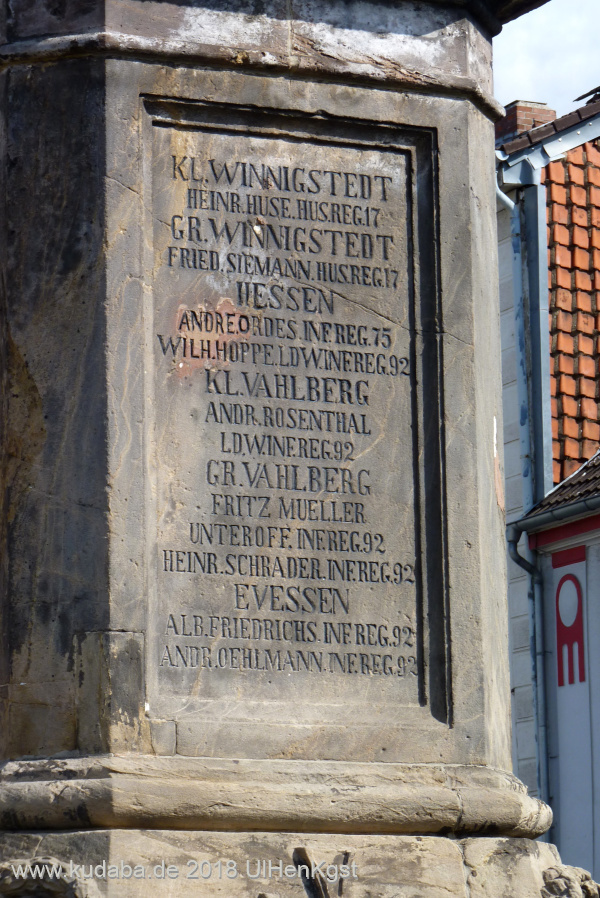 KL.WINNIGSTEDT
HEINR.HUSE.HUS.REG.17
GR.WINNIGSTEDT
FRIED.SIEMANN.HUS.REG.17
HESSEN
ANDRE.ORDES.INF.REG.75
WILH.HOPPE.LDW.INF.REG.92
KL.VAHLBERG
ANDR.ROSENTHAL
LDW.INF.REG.92
GR.VAHLBERG
FRITZ MUELLER
UNTEROFF.INF.REG.92
HEINR.SCHRADER.INF.REG.92
EVESSEN
ALB.FRIEDRICHS.INF.REG.92
ANDR.OEHLMANN.INF.REG.92
www.kudaba.de 2018.UlHenKgst